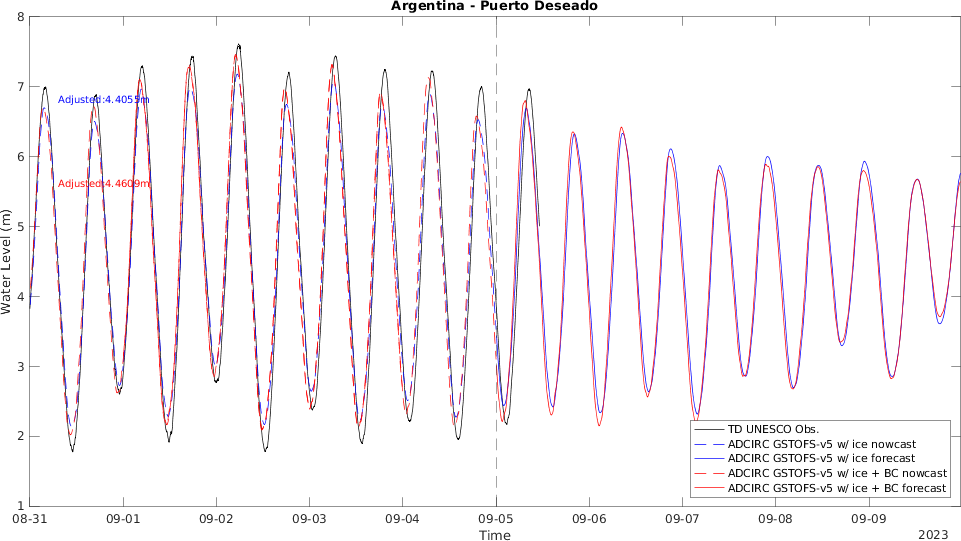 Argentina - Puerto Deseado
8
7
6
5
4
3
2
1
Water Level (m)
Adjusted:4.4055m
Adjusted:4.4609m
TD UNESCO Obs.
ADCIRC GSTOFS-v5 w/ ice nowcast
ADCIRC GSTOFS-v5 w/ ice forecast
ADCIRC GSTOFS-v5 w/ ice + BC nowcast
ADCIRC GSTOFS-v5 w/ ice + BC forecast
08-31 09-01 09-02 09-03 09-04 09-05 09-06 09-07 09-08 09-09
Time
2023